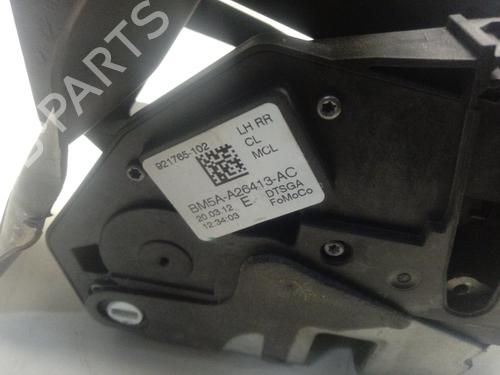 B PARTS
921765-102
LH RR
CL
MCL
BM5A-A26413-AC
20.03.12 E DTSGA
12:34:03 FoMoCo